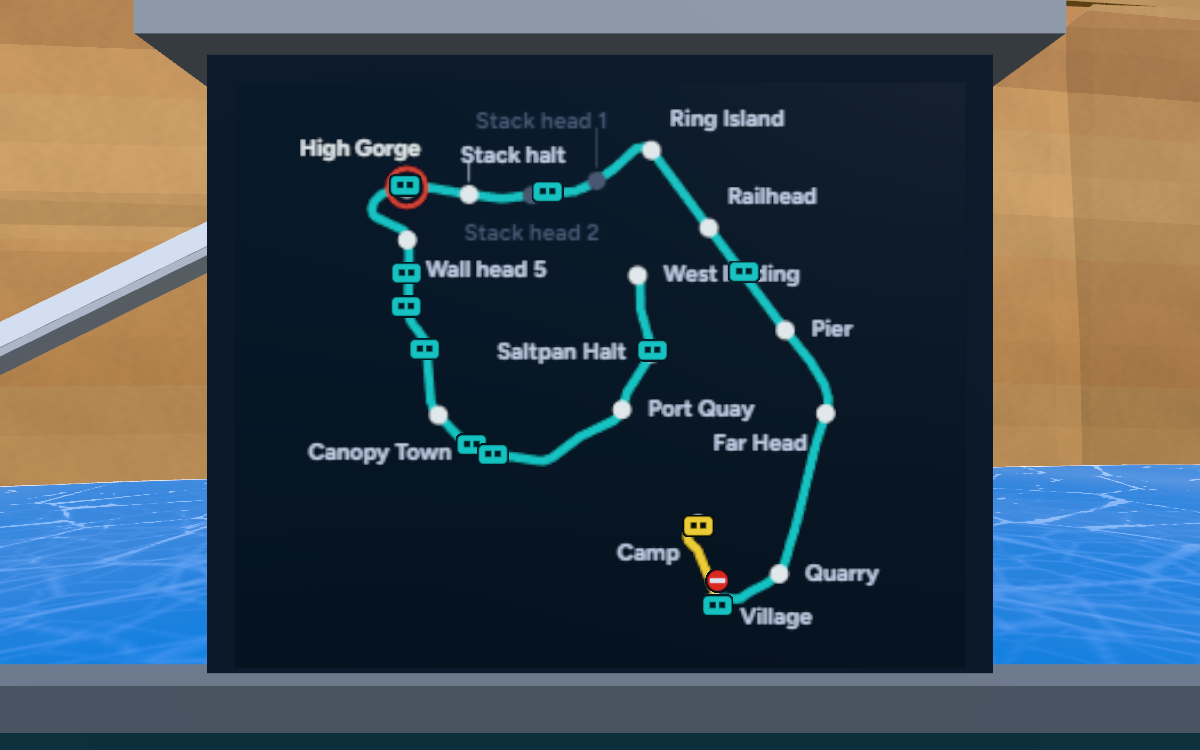 Stack head 1
Ring Island
High Gorge
Stack halt
Railhead
Stack head 2
Wall head 5
West
Pier
Saltpan Halt
Port Quay
Far Head
Canopy Town
Camp
Quarry
Village